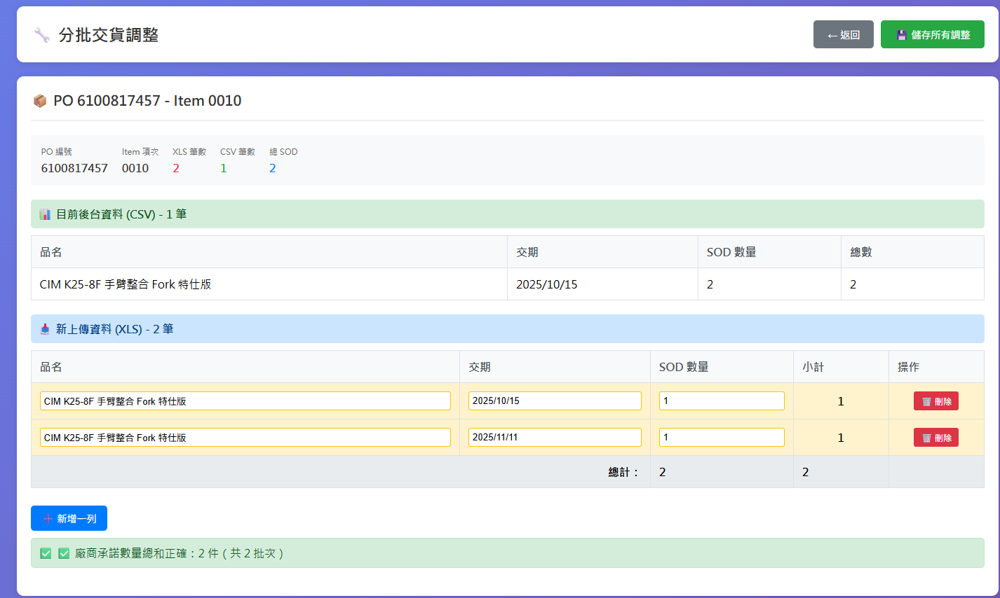 🔧 分批交貨調整
←返回
💾 儲存所有調整
📦 PO 6100817457 - Item 0010
PO 編號 Item 項次 XLS 筆數 CSV 筆數 總 SOD
6100817457 0010 2 1 2
📊 目前後台資料 (CSV) - 1 筆
品名 交期 SOD 數量 總數
CIM K25-8F 手臂整合 Fork 特仕版 2025/10/15 2 2
📥 新上傳資料 (XLS) - 2 筆
品名 交期 SOD 數量 小計 操作
CIM K25-8F 手臂整合 Fork 特仕版 2025/10/15 1 1 🗑️ 刪除
CIM K25-8F 手臂整合 Fork 特仕版 2025/11/11 1 1 🗑️ 刪除
總計： 2 2
➕ 新增一列
✅ ✅ 廠商承諾數量總和正確：2 件（共 2 批次）